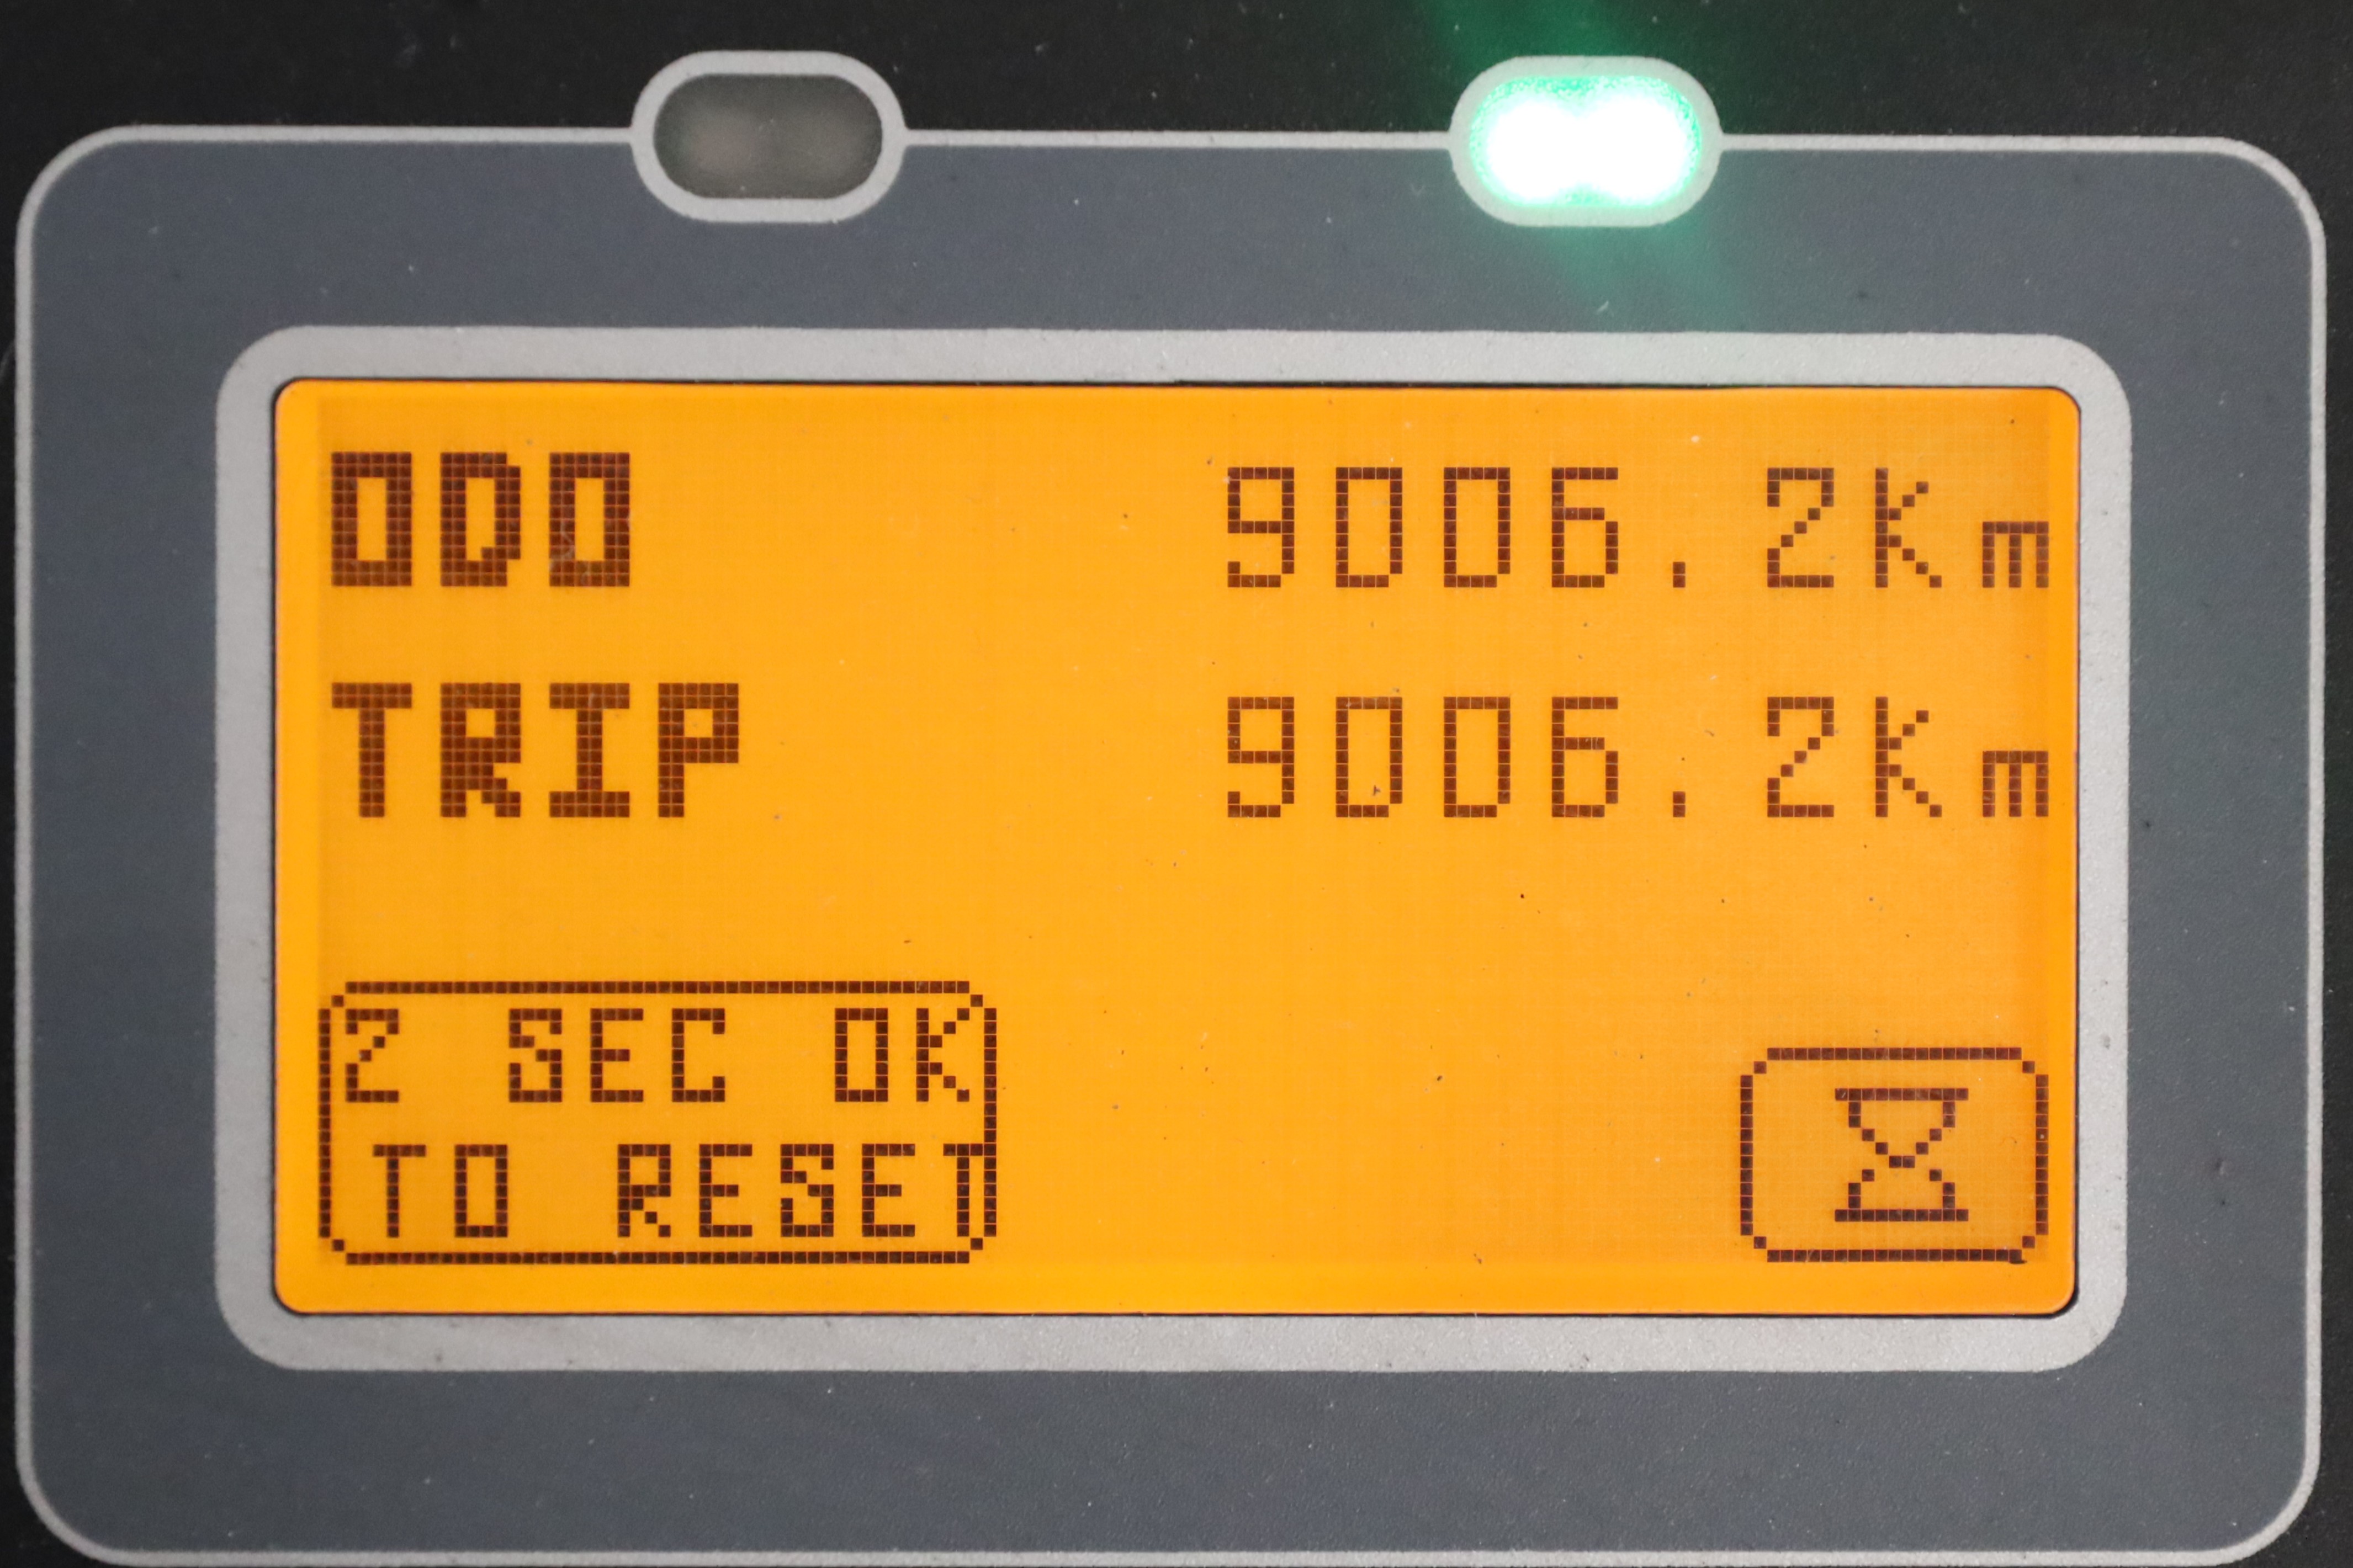 ODO 9006.2Km
TRIP 9006.2Km
2 SEC OK
TO RESET